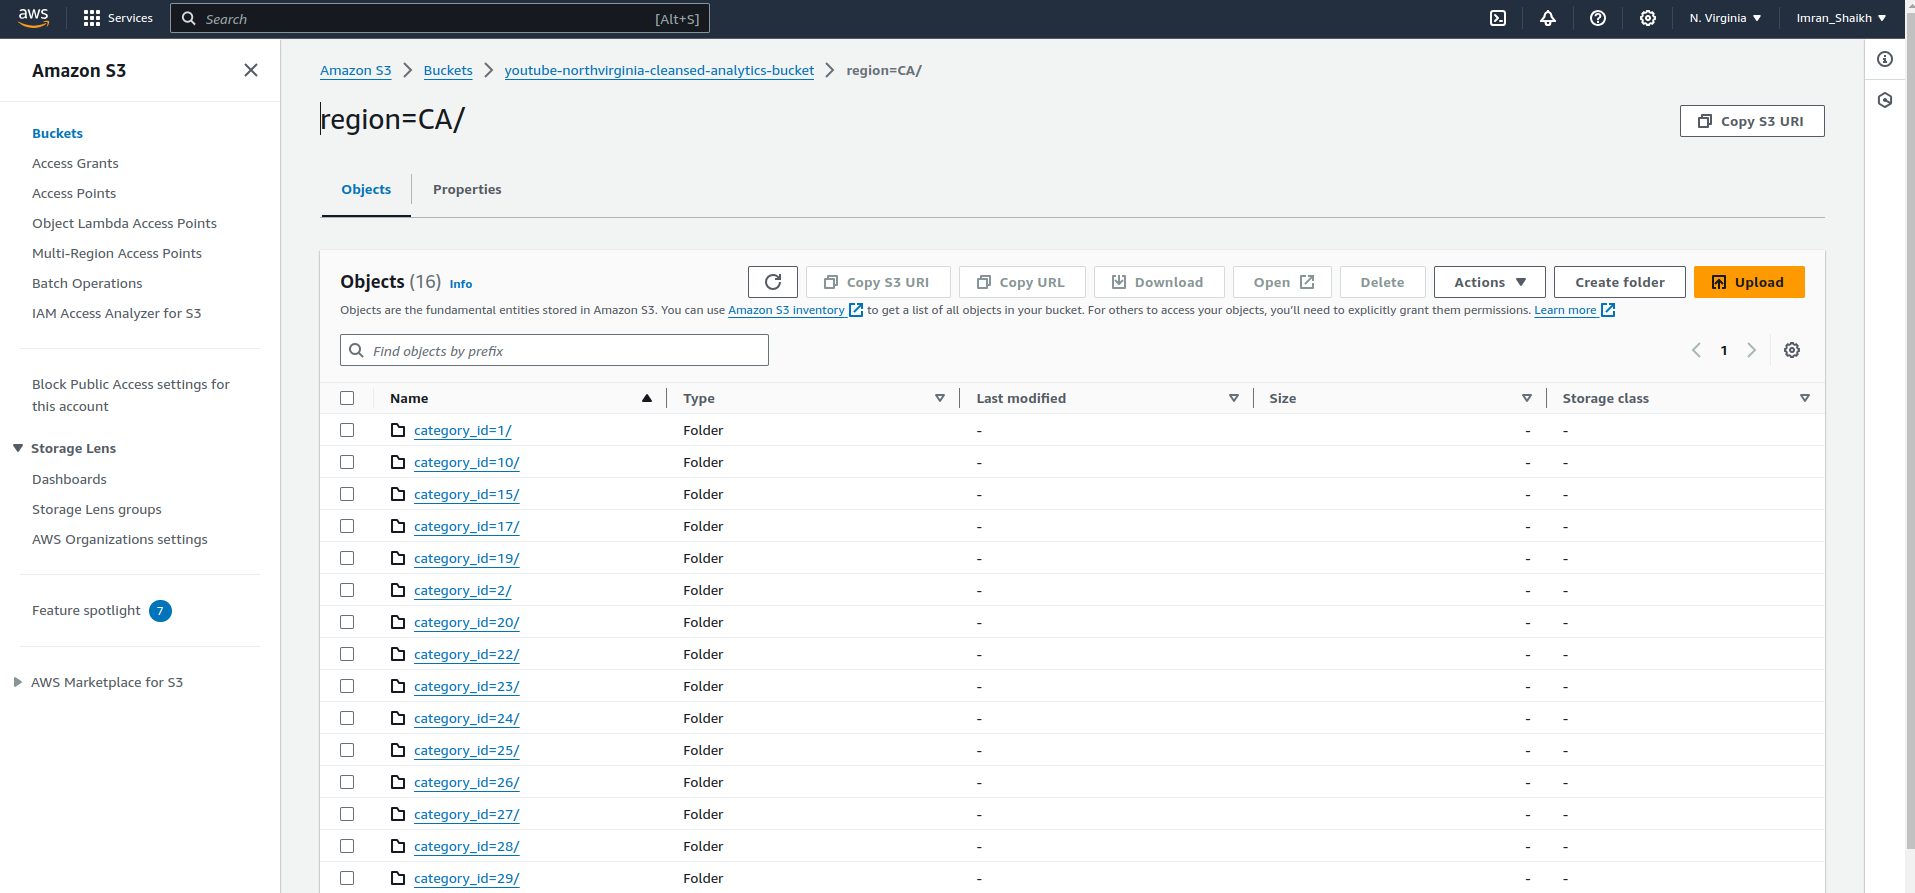 aws
Services
Search
[Alt+S]
N. Virginia
Imran_Shaikh
Amazon S3
Buckets
Access Grants
Access Points
Object Lambda Access Points
Multi-Region Access Points
Batch Operations
IAM Access Analyzer for S3
Block Public Access settings for
this account
Storage Lens
Dashboards
Storage Lens groups
AWS Organizations settings
Feature spotlight 7
AWS Marketplace for S3
Amazon S3 > Buckets > youtube-northvirginia-cleansed-analytics-bucket > region=CA/
region=CA/
Copy S3 URI
Objects Properties
Objects (16) Info
Copy S3 URI Copy URL Download Open Delete Actions Create folder Upload
Objects are the fundamental entities stored in Amazon S3. You can use Amazon S3 inventory to get a list of all objects in your bucket. For others to access your objects, you'll need to explicitly grant them permissions. Learn more
Find objects by prefix
1
Name Type Last modified Size Storage class
category_id=1/ Folder - - -
category_id=10/ Folder - - -
category_id=15/ Folder - - -
category_id=17/ Folder - - -
category_id=19/ Folder - - -
category_id=2/ Folder - - -
category_id=20/ Folder - - -
category_id=22/ Folder - - -
category_id=23/ Folder - - -
category_id=24/ Folder - - -
category_id=25/ Folder - - -
category_id=26/ Folder - - -
category_id=27/ Folder - - -
category_id=28/ Folder - - -
category_id=29/ Folder - - -